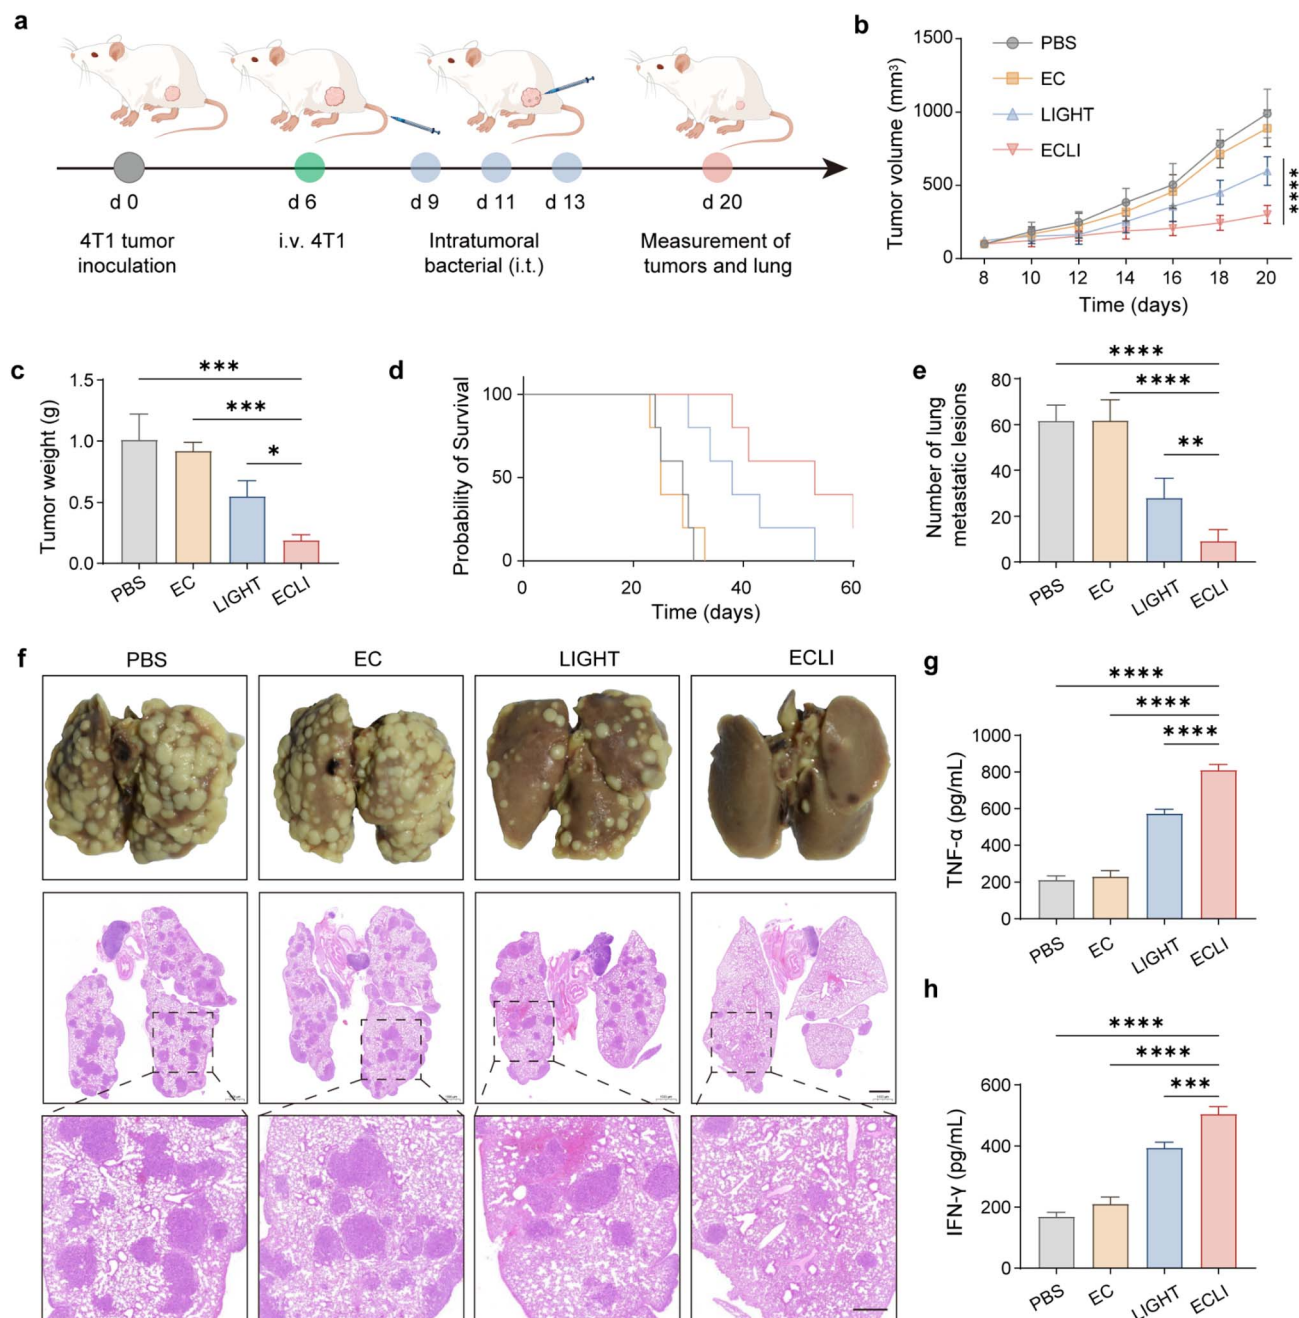 a
d 0
d 6
d 9
d 11
d 13
d 20
4T1 tumor
inoculation
i.v. 4T1
Intratumoral
bacterial (i.t.)
Measurement of
tumors and lung
b
Tumor volume (mm³)
1500
1000
500
0
PBS
EC
LIGHT
ECLI
****
8 10 12 14 16 18 20
Time (days)
c
Tumor weight (g)
1.5
1.0
0.5
0.0
***
***
*
PBS EC LIGHT ECLI
d
Probability of Survival
100
50
0
0 20 40 60
Time (days)
e
Number of lung
metastatic lesions
80
60
40
20
0
****
****
**
PBS EC LIGHT ECLI
f
PBS EC LIGHT ECLI
g
TNF-α (pg/mL)
1000
800
600
400
200
0
****
****
****
PBS EC LIGHT ECLI
h
IFN-γ (pg/mL)
600
400
200
0
****
****
***
PBS EC LIGHT ECLI